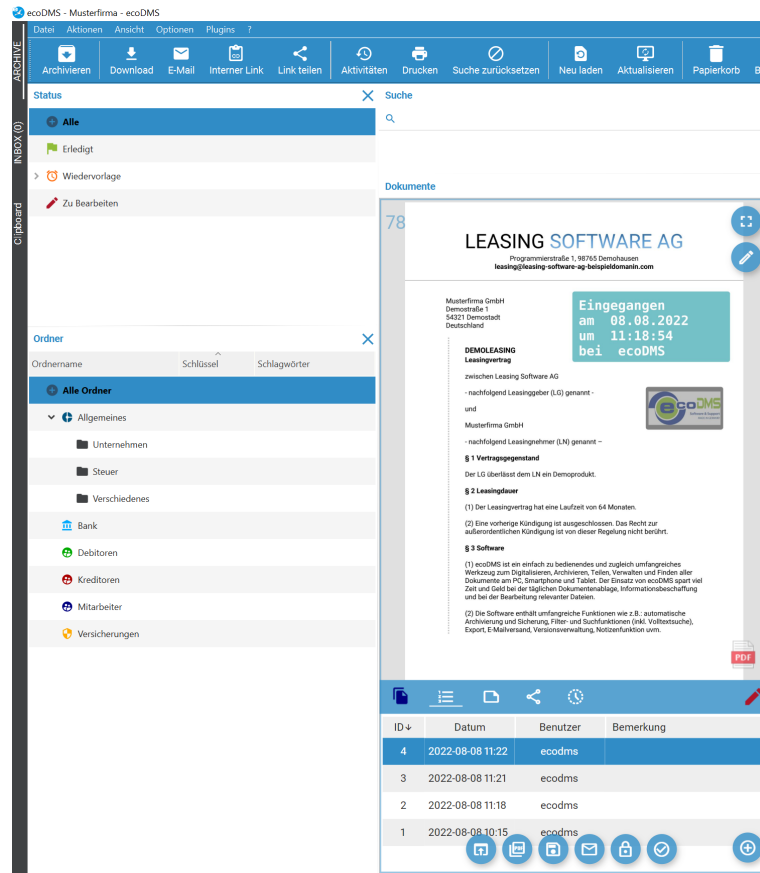 ecoDMS - Musterfirma - ecoDMS
Datei Aktionen Ansicht Optionen Plugins ?
ARCHIVE
INBOX (0)
Clipboard
Archivieren Download E-Mail Interner Link Link teilen Aktivitäten Drucken Suche zurücksetzen Neu laden Aktualisieren Papierkorb B
Status
Alle
Erledigt
Wiedervorlage
Zu Bearbeiten
Ordner
Ordnername Schlüssel Schlagwörter
Alle Ordner
Allgemeines
Unternehmen
Steuer
Verschiedenes
Bank
Debitoren
Kreditoren
Mitarbeiter
Versicherungen
Suche
Dokumente
78
LEASING SOFTWARE AG
Programmierstraße 1, 98765 Demohausen
leasing@leasing-software-ag-beispieldomanin.com
Musterfirma GmbH
Demostraße 1
54321 Demostadt
Deutschland
Eingegangen
am 08.08.2022
um 11:18:54
bei ecoDMS
DEMOLEASING
Leasingvertrag
zwischen Leasing Software AG
- nachfolgend Leasinggeber (LG) genannt -
und
Musterfirma GmbH
- nachfolgend Leasingnehmer (LN) genannt –
ecoDMS
§ 1 Vertragsgegenstand
Der LG überlässt dem LN ein Demoprodukt.
§ 2 Leasingdauer
(1) Der Leasingvertrag hat eine Laufzeit von 64 Monaten.
(2) Eine vorherige Kündigung ist ausgeschlossen. Das Recht zur
außerordentlichen Kündigung ist von dieser Regelung nicht berührt.
§ 3 Software
(1) ecoDMS ist ein einfach zu bedienendes und zugleich umfangreiches
Werkzeug zum Digitalisieren, Archivieren, Teilen, Verwalten und Finden aller
Dokumente am PC, Smartphone und Tablet. Der Einsatz von ecoDMS spart viel
Zeit und Geld bei der täglichen Dokumentenablage, Informationsbeschaffung
und bei der Bearbeitung relevanter Dateien.
(2) Die Software enthält umfangreiche Funktionen wie z.B.: automatische
Archivierung und Sicherung, Filter- und Suchfunktionen (inkl. Volltextsuche),
Export, E-Mailversand, Versionsverwaltung, Notizenfunktion uvm.
PDF
ID Datum Benutzer Bemerkung
4 2022-08-08 11:22 ecodms
3 2022-08-08 11:21 ecodms
2 2022-08-08 11:18 ecodms
1 2022-08-08 10:15 ecodms